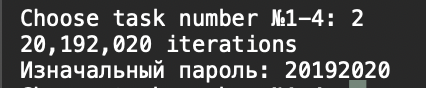 Choose task number №1-4: 2
20,192,020 iterations
Изначальный пароль: 20192020